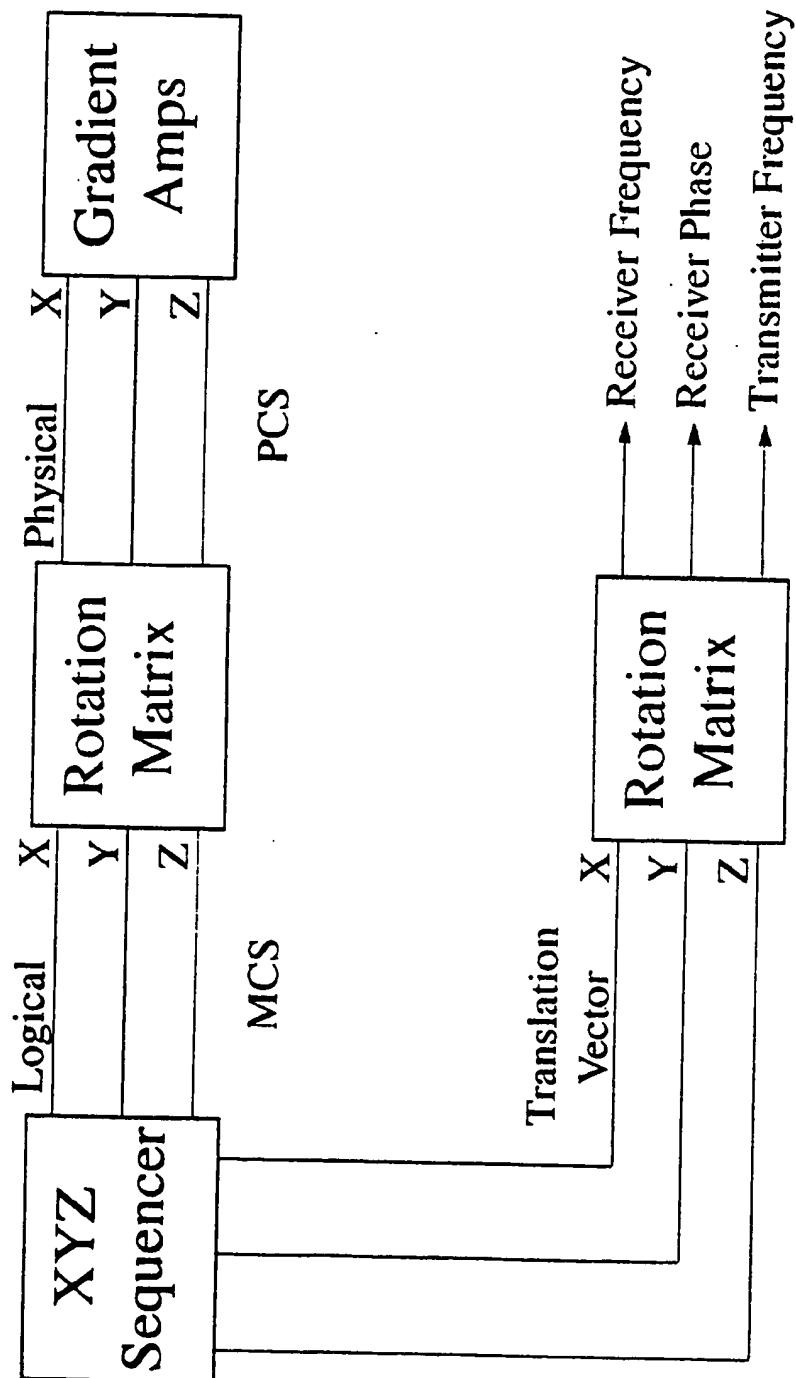 XYZ
Sequencer
Logical
X
Y
Z
MCS
Rotation
Matrix
Physical
X
Y
Z
PCS
Gradient
Amps
Translation
Vector
X
Y
Z
Rotation
Matrix
Receiver Frequency
Receiver Phase
Transmitter Frequency